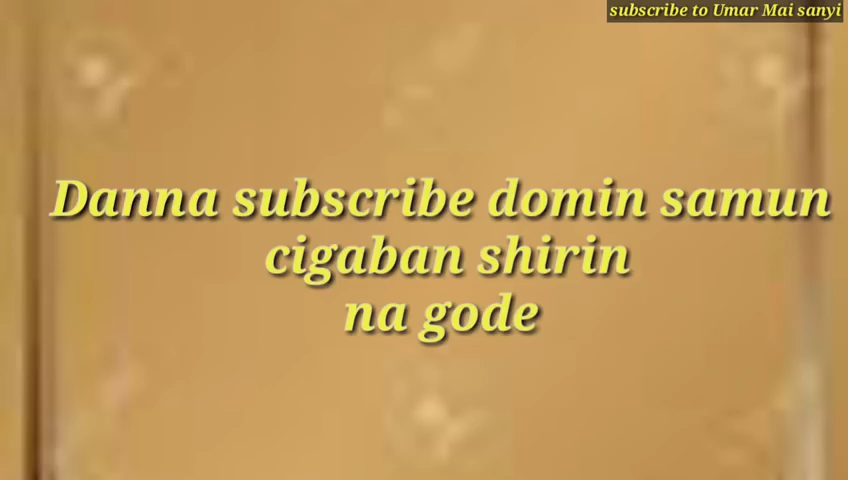 subscribe to Umar Mai sanyi
Danna subscribe domin samun
cigaban shirin
na gode